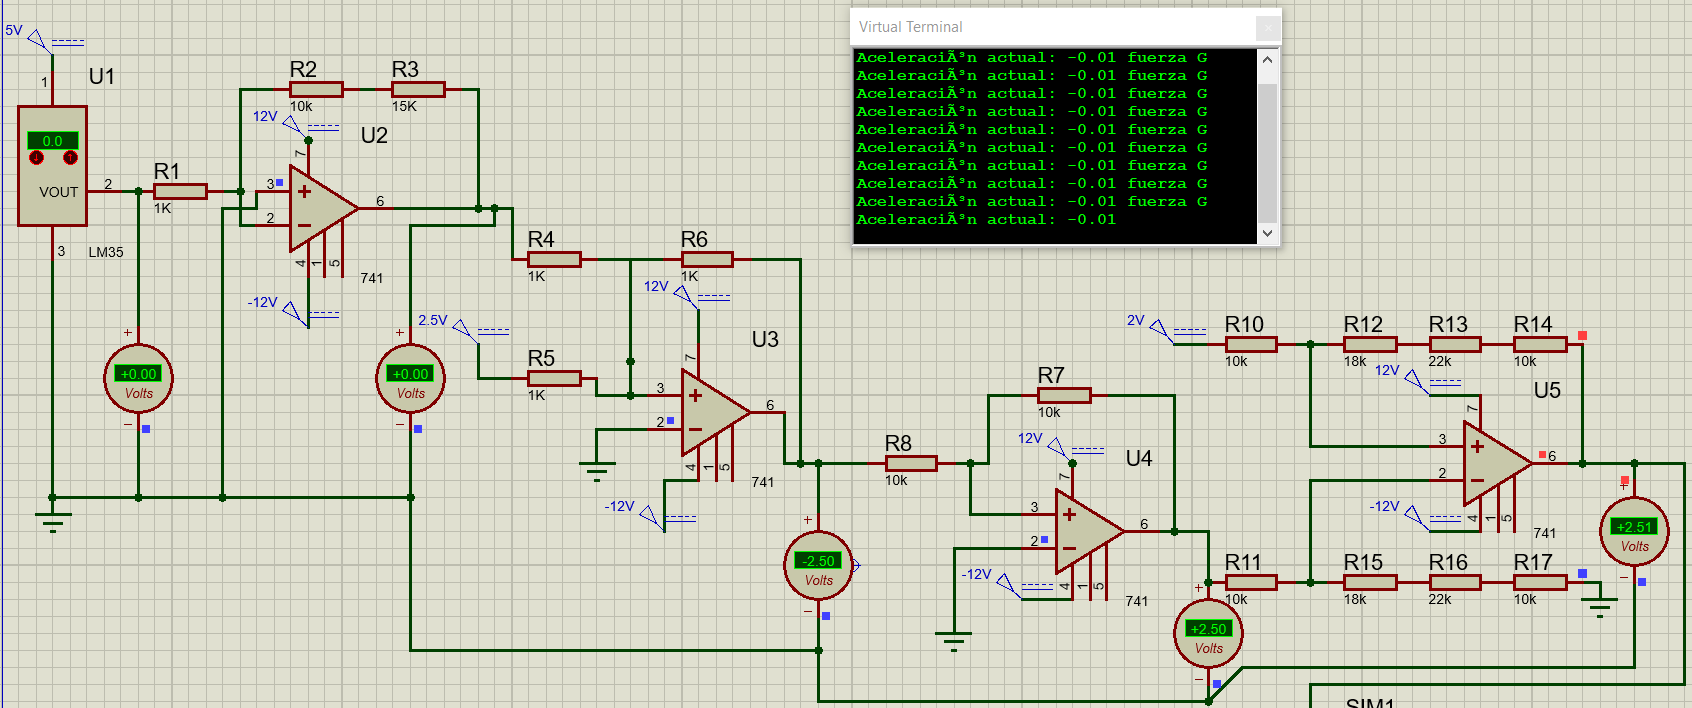 Virtual Terminal
AceleraciÃ³n actual: -0.01 fuerza G
AceleraciÃ³n actual: -0.01 fuerza G
AceleraciÃ³n actual: -0.01 fuerza G
AceleraciÃ³n actual: -0.01 fuerza G
AceleraciÃ³n actual: -0.01 fuerza G
AceleraciÃ³n actual: -0.01 fuerza G
AceleraciÃ³n actual: -0.01 fuerza G
AceleraciÃ³n actual: -0.01 fuerza G
AceleraciÃ³n actual: -0.01 fuerza G
AceleraciÃ³n actual: -0.01
5V
1
U1
0.0
VOUT
2
3
LM35
R1
1K
R2
10k
R3
15K
12V
U2
7
3
+
2
−
6
4
1
5
741
-12V
+
+0.00
Volts
−
+
+0.00
Volts
−
R4
1K
R6
1K
12V
2.5V
R5
1K
U3
7
3
+
2
−
6
4
1
5
741
-12V
+
-2.50
Volts
−
R7
10k
R8
10k
12V
U4
7
3
+
2
−
6
4
1
5
741
-12V
+
+2.50
Volts
−
2V
R10
10k
R12
18k
R13
22k
R14
10k
12V
U5
7
3
+
2
−
6
4
1
5
741
-12V
R11
10k
R15
18k
R16
22k
R17
10k
+
+2.51
Volts
−
SIM1